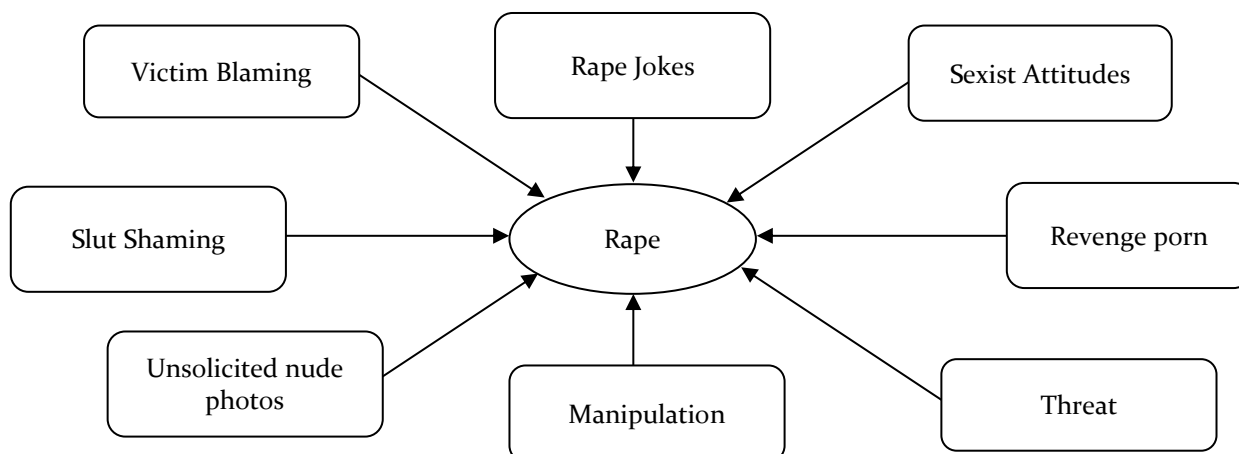 Victim Blaming
Rape Jokes
Sexist Attitudes
Slut Shaming
Rape
Revenge porn
Unsolicited nude
photos
Manipulation
Threat